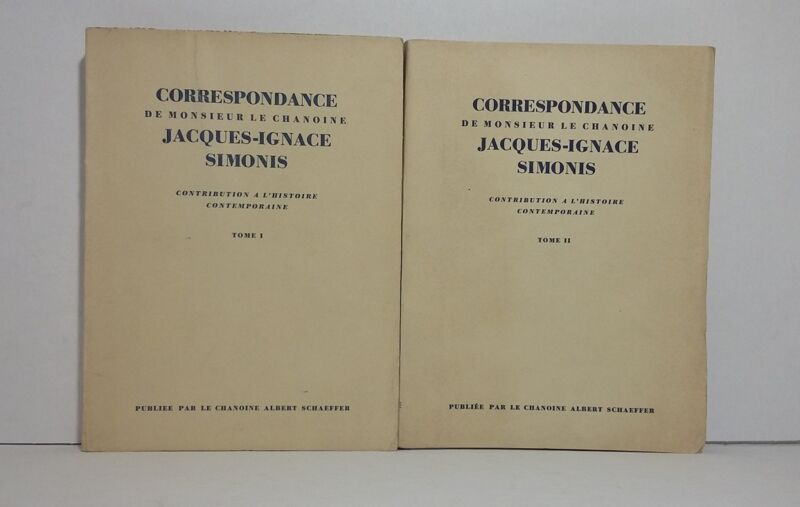 CORRESPONDANCE
DE MONSIEUR LE CHANOINE
JACQUES-IGNACE
SIMONIS
CONTRIBUTION A L'HISTOIRE
CONTEMPORAINE
TOME I
PUBLIEE PAR LE CHANOINE ALBERT SCHAEFFER
CORRESPONDANCE
DE MONSIEUR LE CHANOINE
JACQUES-IGNACE
SIMONIS
CONTRIBUTION A L'HISTOIRE
CONTEMPORAINE
TOME II
PUBLIÉE PAR LE CHANOINE ALBERT SCHAEFFER